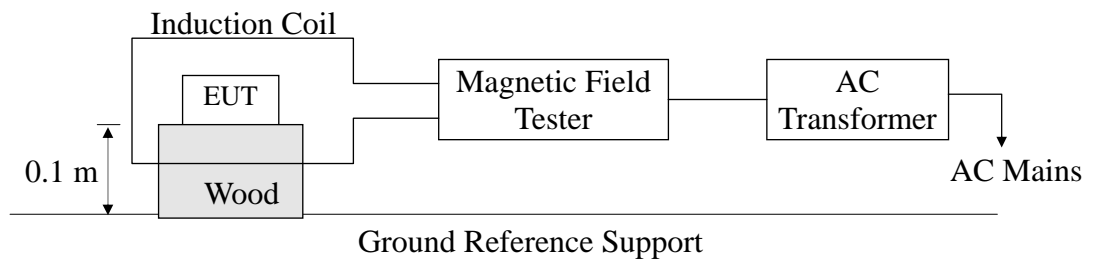 Induction Coil
EUT
Magnetic Field
Tester
AC
Transformer
0.1 m
Wood
AC Mains
Ground Reference Support